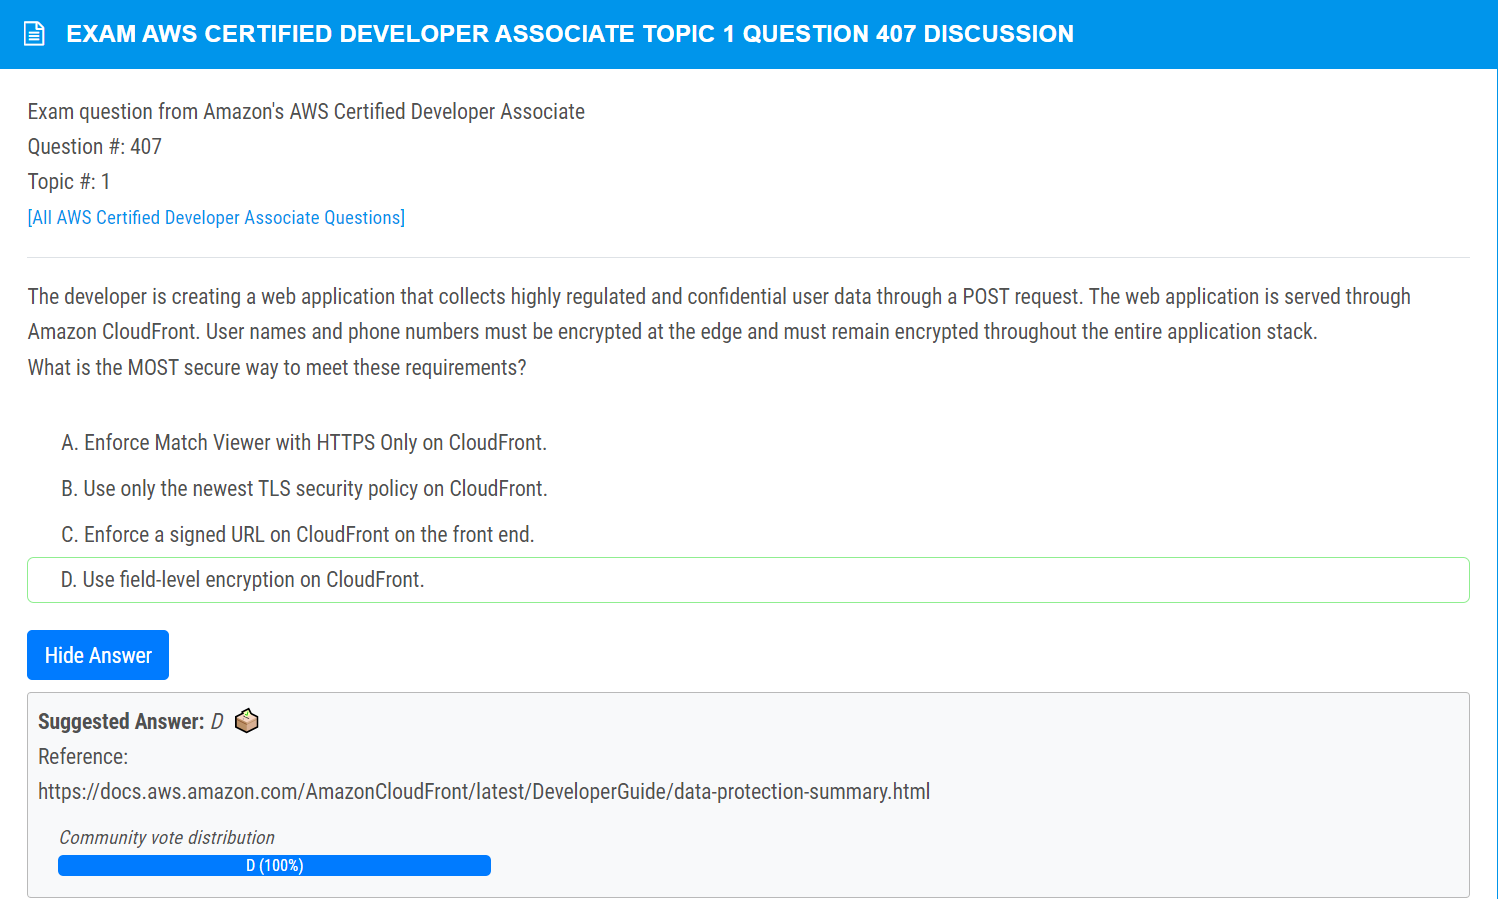 EXAM AWS CERTIFIED DEVELOPER ASSOCIATE TOPIC 1 QUESTION 407 DISCUSSION
Exam question from Amazon's AWS Certified Developer Associate
Question #: 407
Topic #: 1
[All AWS Certified Developer Associate Questions]
The developer is creating a web application that collects highly regulated and confidential user data through a POST request. The web application is served through
Amazon CloudFront. User names and phone numbers must be encrypted at the edge and must remain encrypted throughout the entire application stack.
What is the MOST secure way to meet these requirements?
A. Enforce Match Viewer with HTTPS Only on CloudFront.
B. Use only the newest TLS security policy on CloudFront.
C. Enforce a signed URL on CloudFront on the front end.
D. Use field-level encryption on CloudFront.
Hide Answer
Suggested Answer: D
Reference:
https://docs.aws.amazon.com/AmazonCloudFront/latest/DeveloperGuide/data-protection-summary.html
Community vote distribution
D (100%)